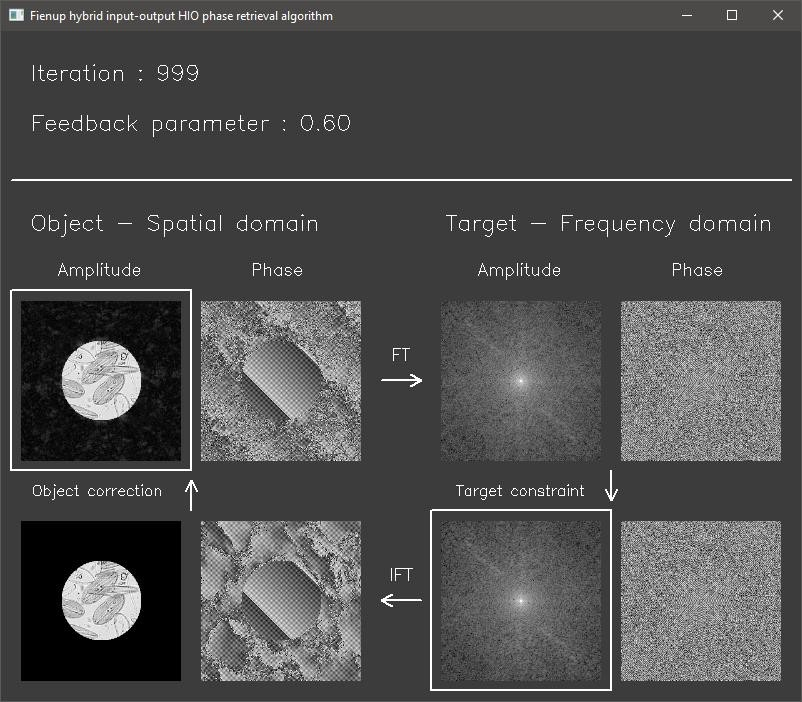 Fienup hybrid input-output HIO phase retrieval algorithm
Iteration : 999
Feedback parameter : 0.60
Object - Spatial domain
Target - Frequency domain
Amplitude
Phase
Amplitude
Phase
FT
Object correction
Target constraint
IFT